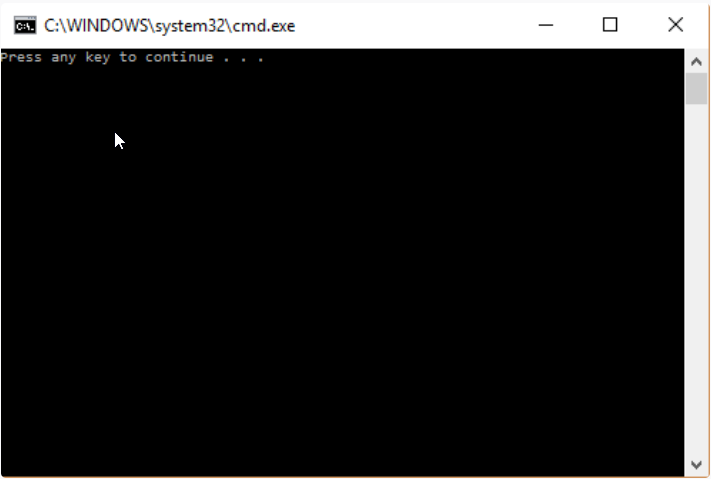 C:\WINDOWS\system32\cmd.exe
Press any key to continue . . .